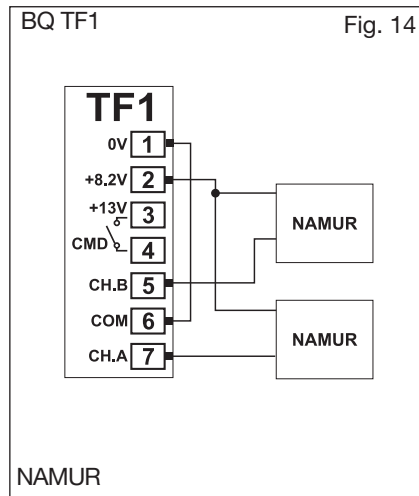 BQ TF1
Fig. 14
TF1
0V 1
+8.2V 2
+13V 3
CMD 4
CH.B 5
COM 6
CH.A 7
NAMUR
NAMUR
NAMUR